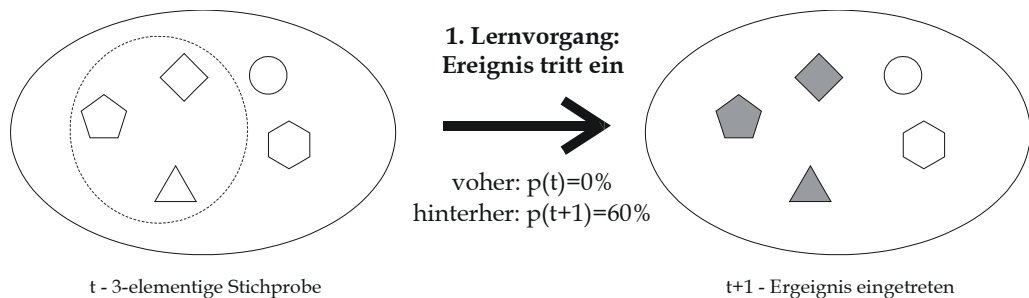 1. Lernvorgang:
Ereignis tritt ein
voher: p(t)=0%
hinterher: p(t+1)=60%
t - 3-elementige Stichprobe
t+1 - Ergeignis eingetreten